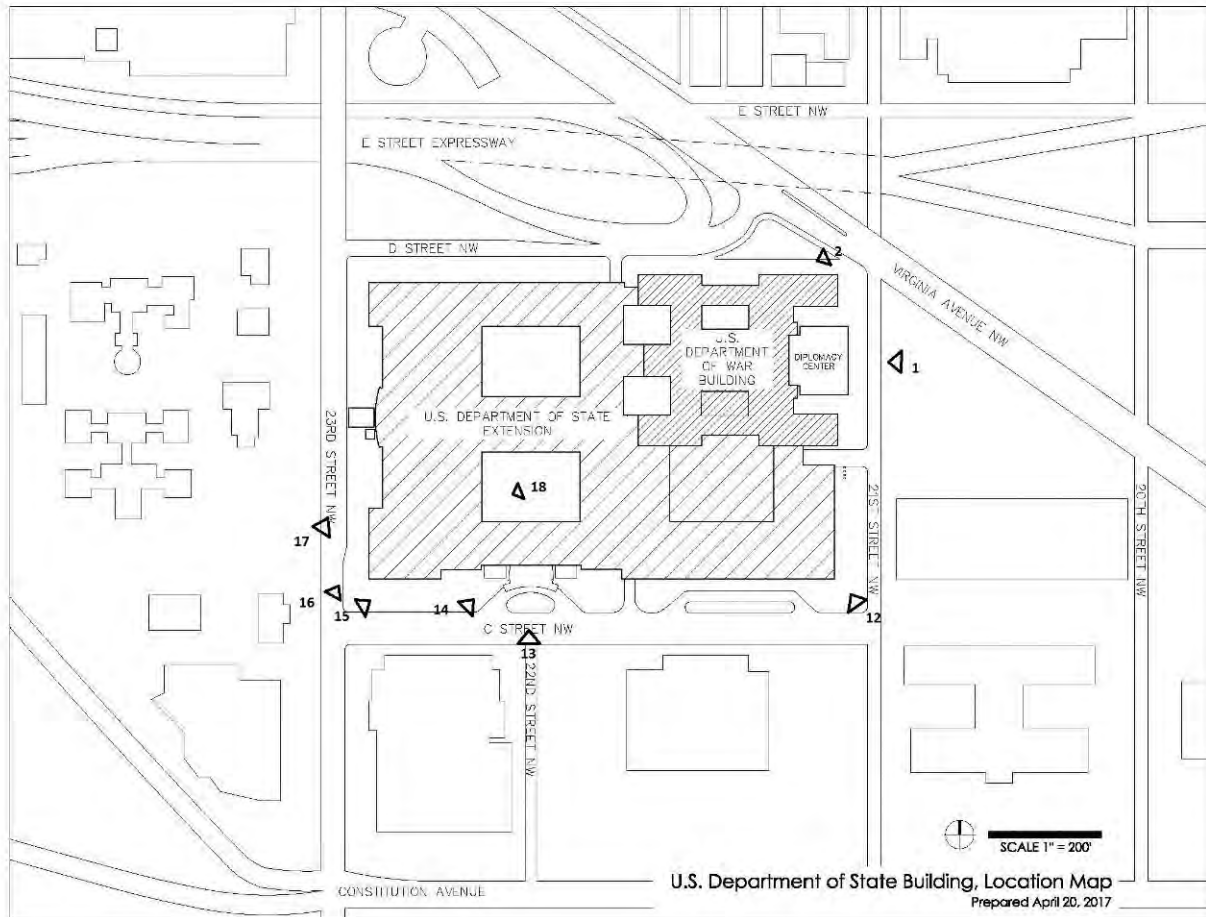 E STREET NW
E STREET EXPRESSWAY
D STREET NW
2
VIRGINIA AVENUE NW
U.S.
DEPARTMENT
OF WAR
BUILDING
DIPLOMACY
CENTER
1
U.S. DEPARTMENT OF STATE
EXTENSION
23RD STREET NW
18
21ST STREET NW
20TH STREET NW
17
16
15
14
12
C STREET NW
13
22ND STREET NW
SCALE 1" = 200'
U.S. Department of State Building, Location Map
Prepared April 20, 2017
CONSTITUTION AVENUE